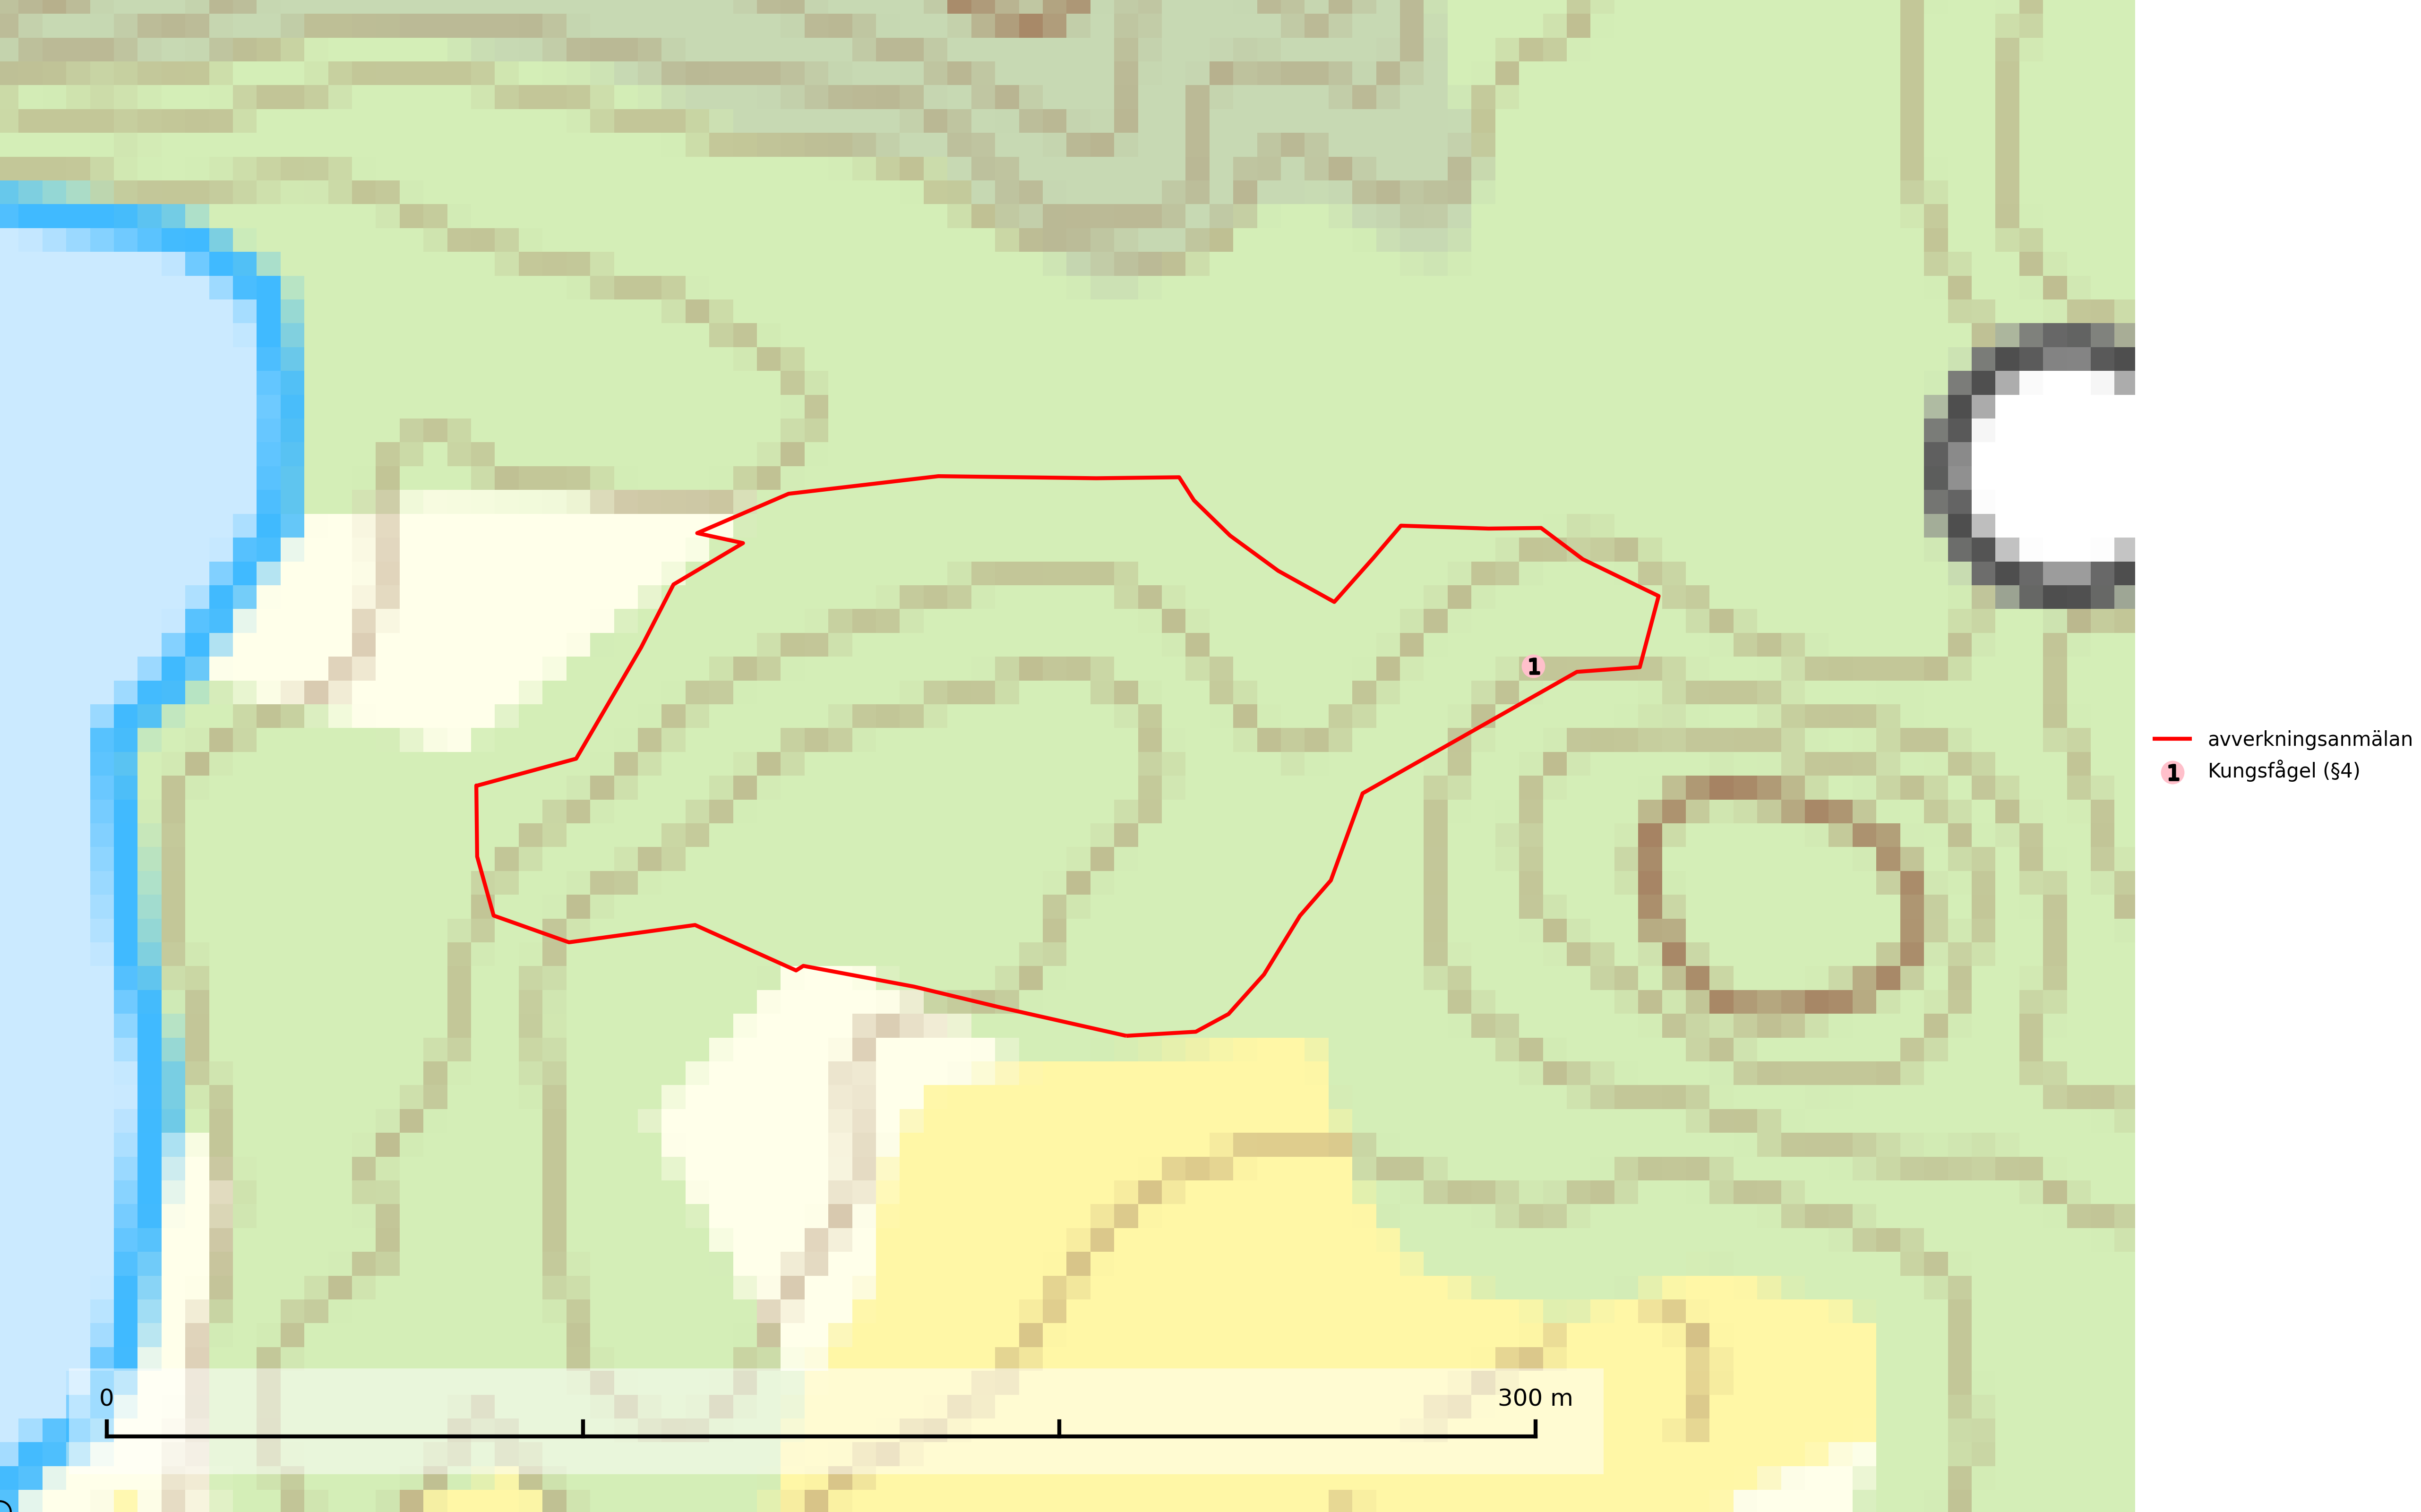 1
avverkningsanmälan
1 Kungsfågel (§4)
0 300 m